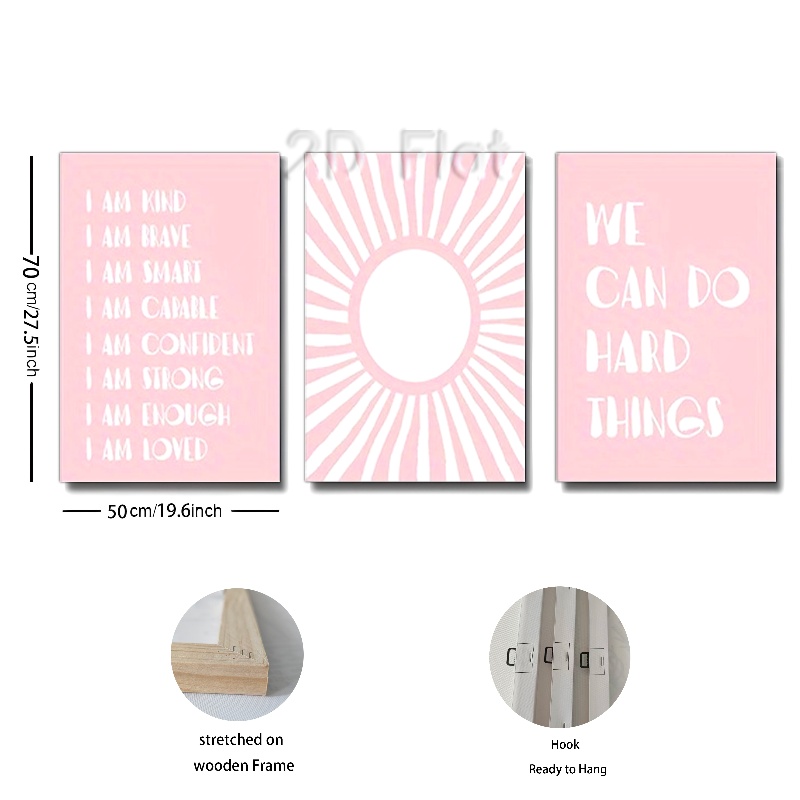 2D Flat
I AM KIND
I AM BRAVE
I AM SMART
I AM CAPABLE
I AM CONFIDENT
I AM STRONG
I AM ENOUGH
I AM LOVED
WE
CAN DO
HARD
THINGS
70 cm/27.5inch
50 cm/19.6inch
stretched on
wooden Frame
Hook
Ready to Hang